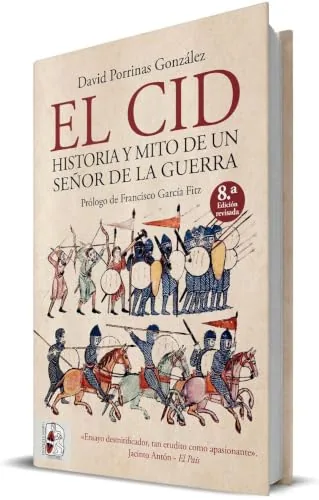 David Porrinas González
EL CID
HISTORIA Y MITO DE UN
SEÑOR DE LA GUERRA
Prólogo de Francisco García Fitz
8.ª
Edición
revisada
«Ensayo desmitificador, tan erudito como apasionante».
Jacinto Antón - El País